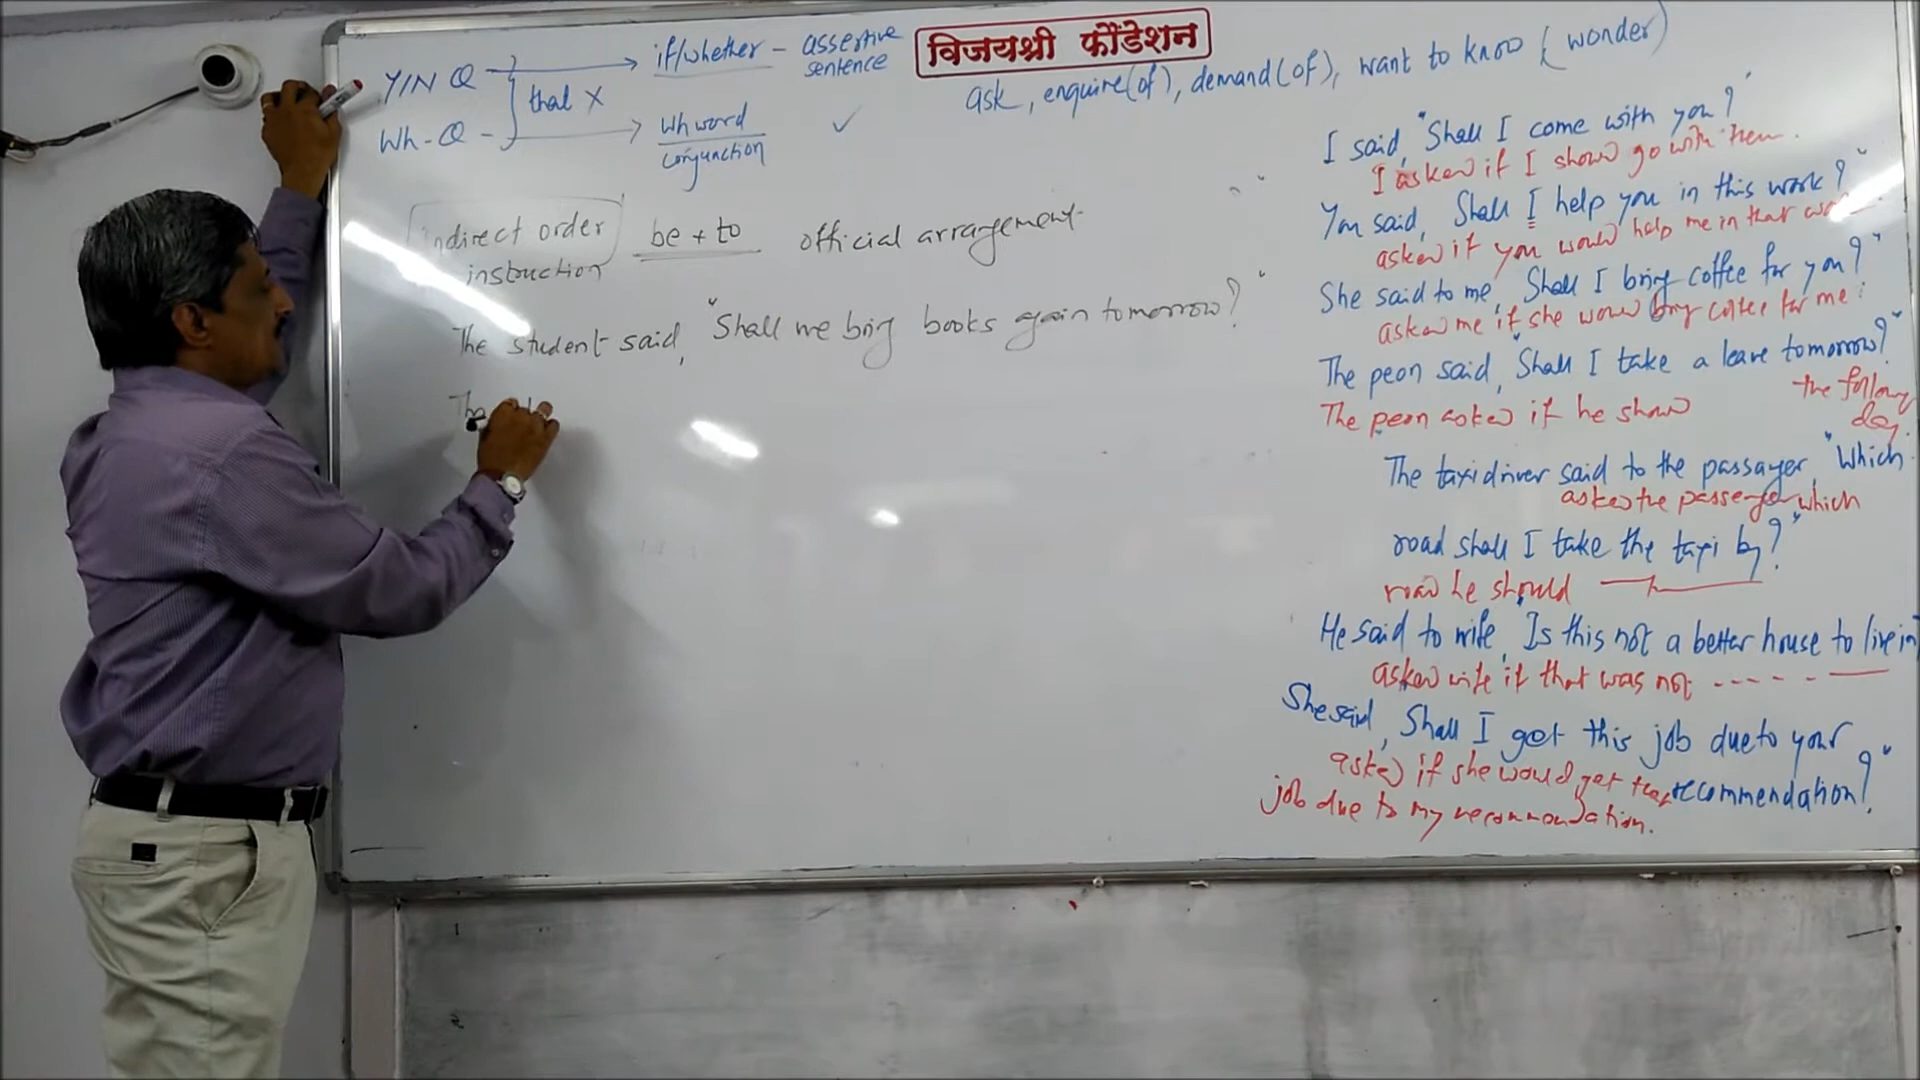 Y/N Q → if/whether - assertive
sentence
that X
Wh-Q - → Wh word ✓
conjunction
विजयश्री फौंडेशन
ask, enquire(of), demand(of), want to know (wonder)
indirect order be + to official arrangement
instruction
The student said, "Shall we bring books again tomorrow?"
The
I said, "Shall I come with you?"
I asked if I should go with them.
You said, Shall I help you in this work?"
asked if you would help me in that
She said to me, Shall I bring coffee for you?"
asked me if she would bring coffee for me.
The peon said, "Shall I take a leave tomorrow?"
The peon asked if he should the following
day.
The taxi driver said to the passager, "Which
asked the passenger which
road shall I take the taxi by?"
road he should
He said to wife, Is this not a better house to live in
asked wife if that was not - - - - -
She said, Shall I get this job due to your
asked if she would get that recommendation?"
job due to my recommondation.